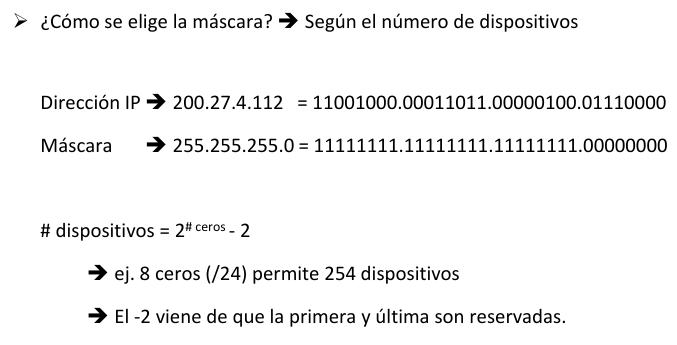 ➢ ¿Cómo se elige la máscara? ➔ Según el número de dispositivos
Dirección IP ➔ 200.27.4.112 = 11001000.00011011.00000100.01110000
Máscara ➔ 255.255.255.0 = 11111111.11111111.11111111.00000000
# dispositivos = 2^# ceros - 2
➔ ej. 8 ceros (/24) permite 254 dispositivos
➔ El -2 viene de que la primera y última son reservadas.